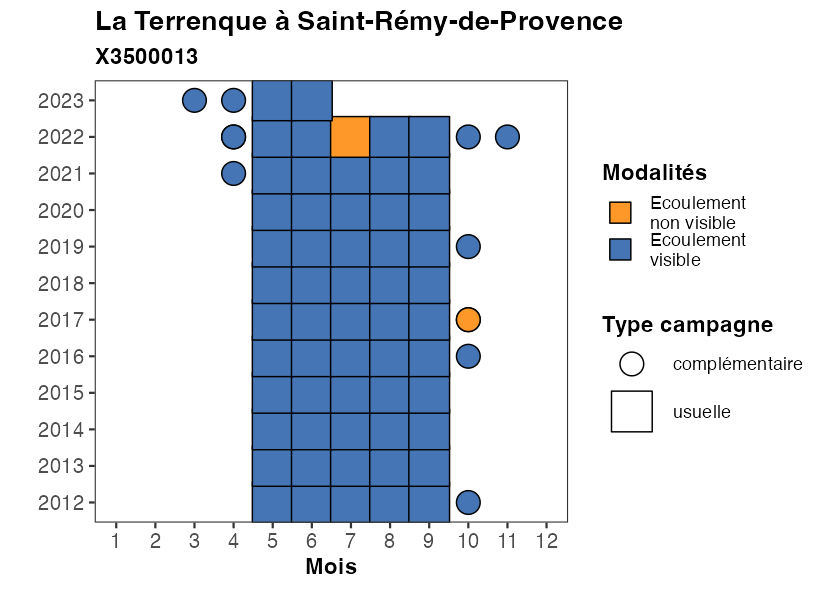 La Terrenque à Saint-Rémy-de-Provence
X3500013
2023
2022
2021
2020
2019
2018
2017
2016
2015
2014
2013
2012
1 2 3 4 5 6 7 8 9 10 11 12
Mois
Modalités
Ecoulement
non visible
Ecoulement
visible
Type campagne
complémentaire
usuelle